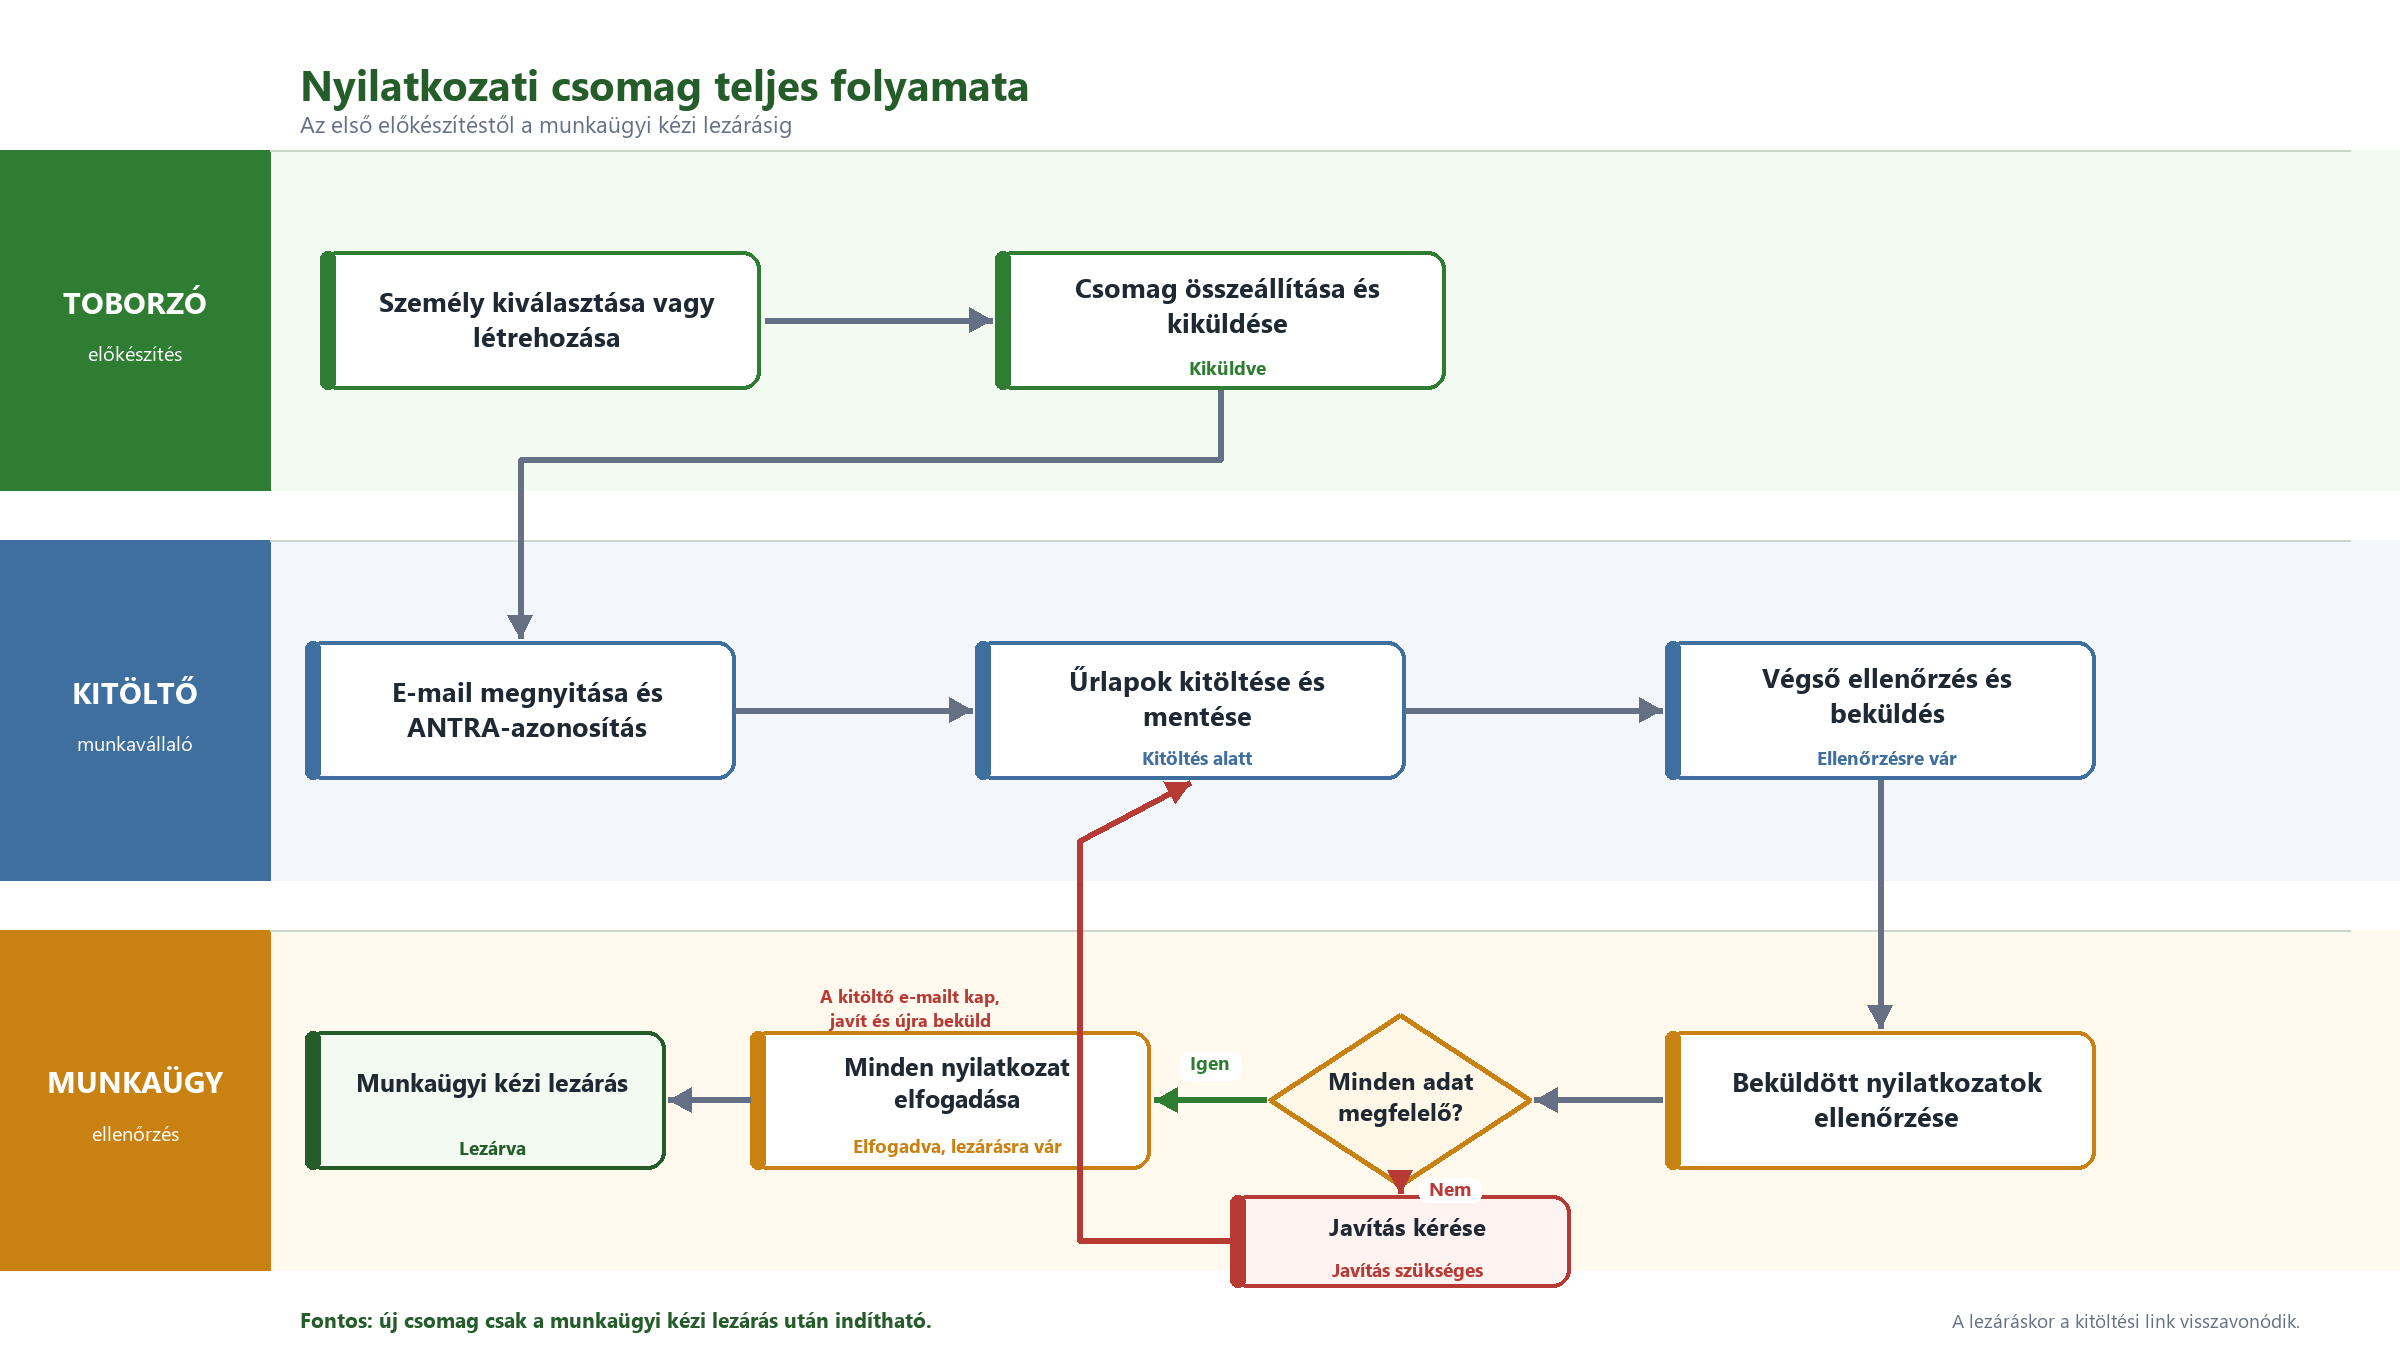 Nyilatkozati csomag teljes folyamata
Az első előkészítéstől a munkaügyi kézi lezárásig
TOBORZÓ
előkészítés
Személy kiválasztása vagy
létrehozása
Csomag összeállítása és
kiküldése
Kiküldve
KITÖLTŐ
munkavállaló
E-mail megnyitása és
ANTRA-azonosítás
Űrlapok kitöltése és
mentése
Kitöltés alatt
Végső ellenőrzés és
beküldés
Ellenőrzésre vár
MUNKAÜGY
ellenőrzés
Munkaügyi kézi lezárás
Lezárva
A kitöltő e-mailt kap,
javít és újra beküld
Minden nyilatkozat
elfogadása
Elfogadva, lezárásra vár
Igen
Minden adat
megfelelő?
Nem
Javítás kérése
Javítás szükséges
Beküldött nyilatkozatok
ellenőrzése
Fontos: új csomag csak a munkaügyi kézi lezárás után indítható.
A lezáráskor a kitöltési link visszavonódik.